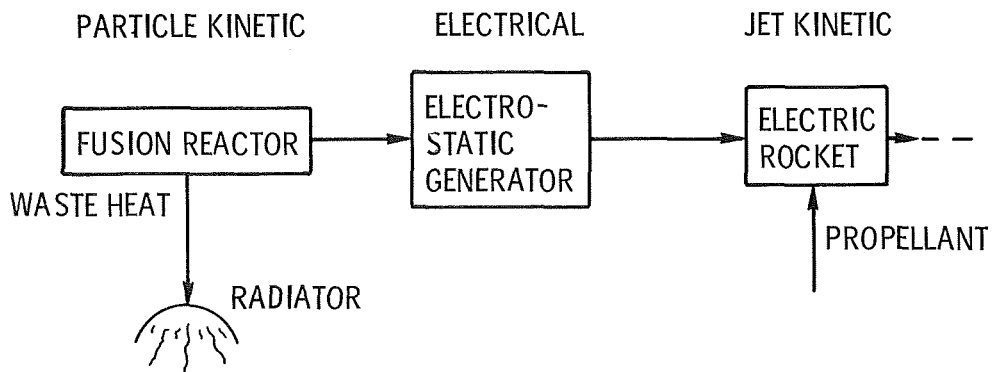 PARTICLE KINETIC
ELECTRICAL
JET KINETIC
FUSION REACTOR
ELECTRO-
STATIC
GENERATOR
ELECTRIC
ROCKET
WASTE HEAT
PROPELLANT
RADIATOR